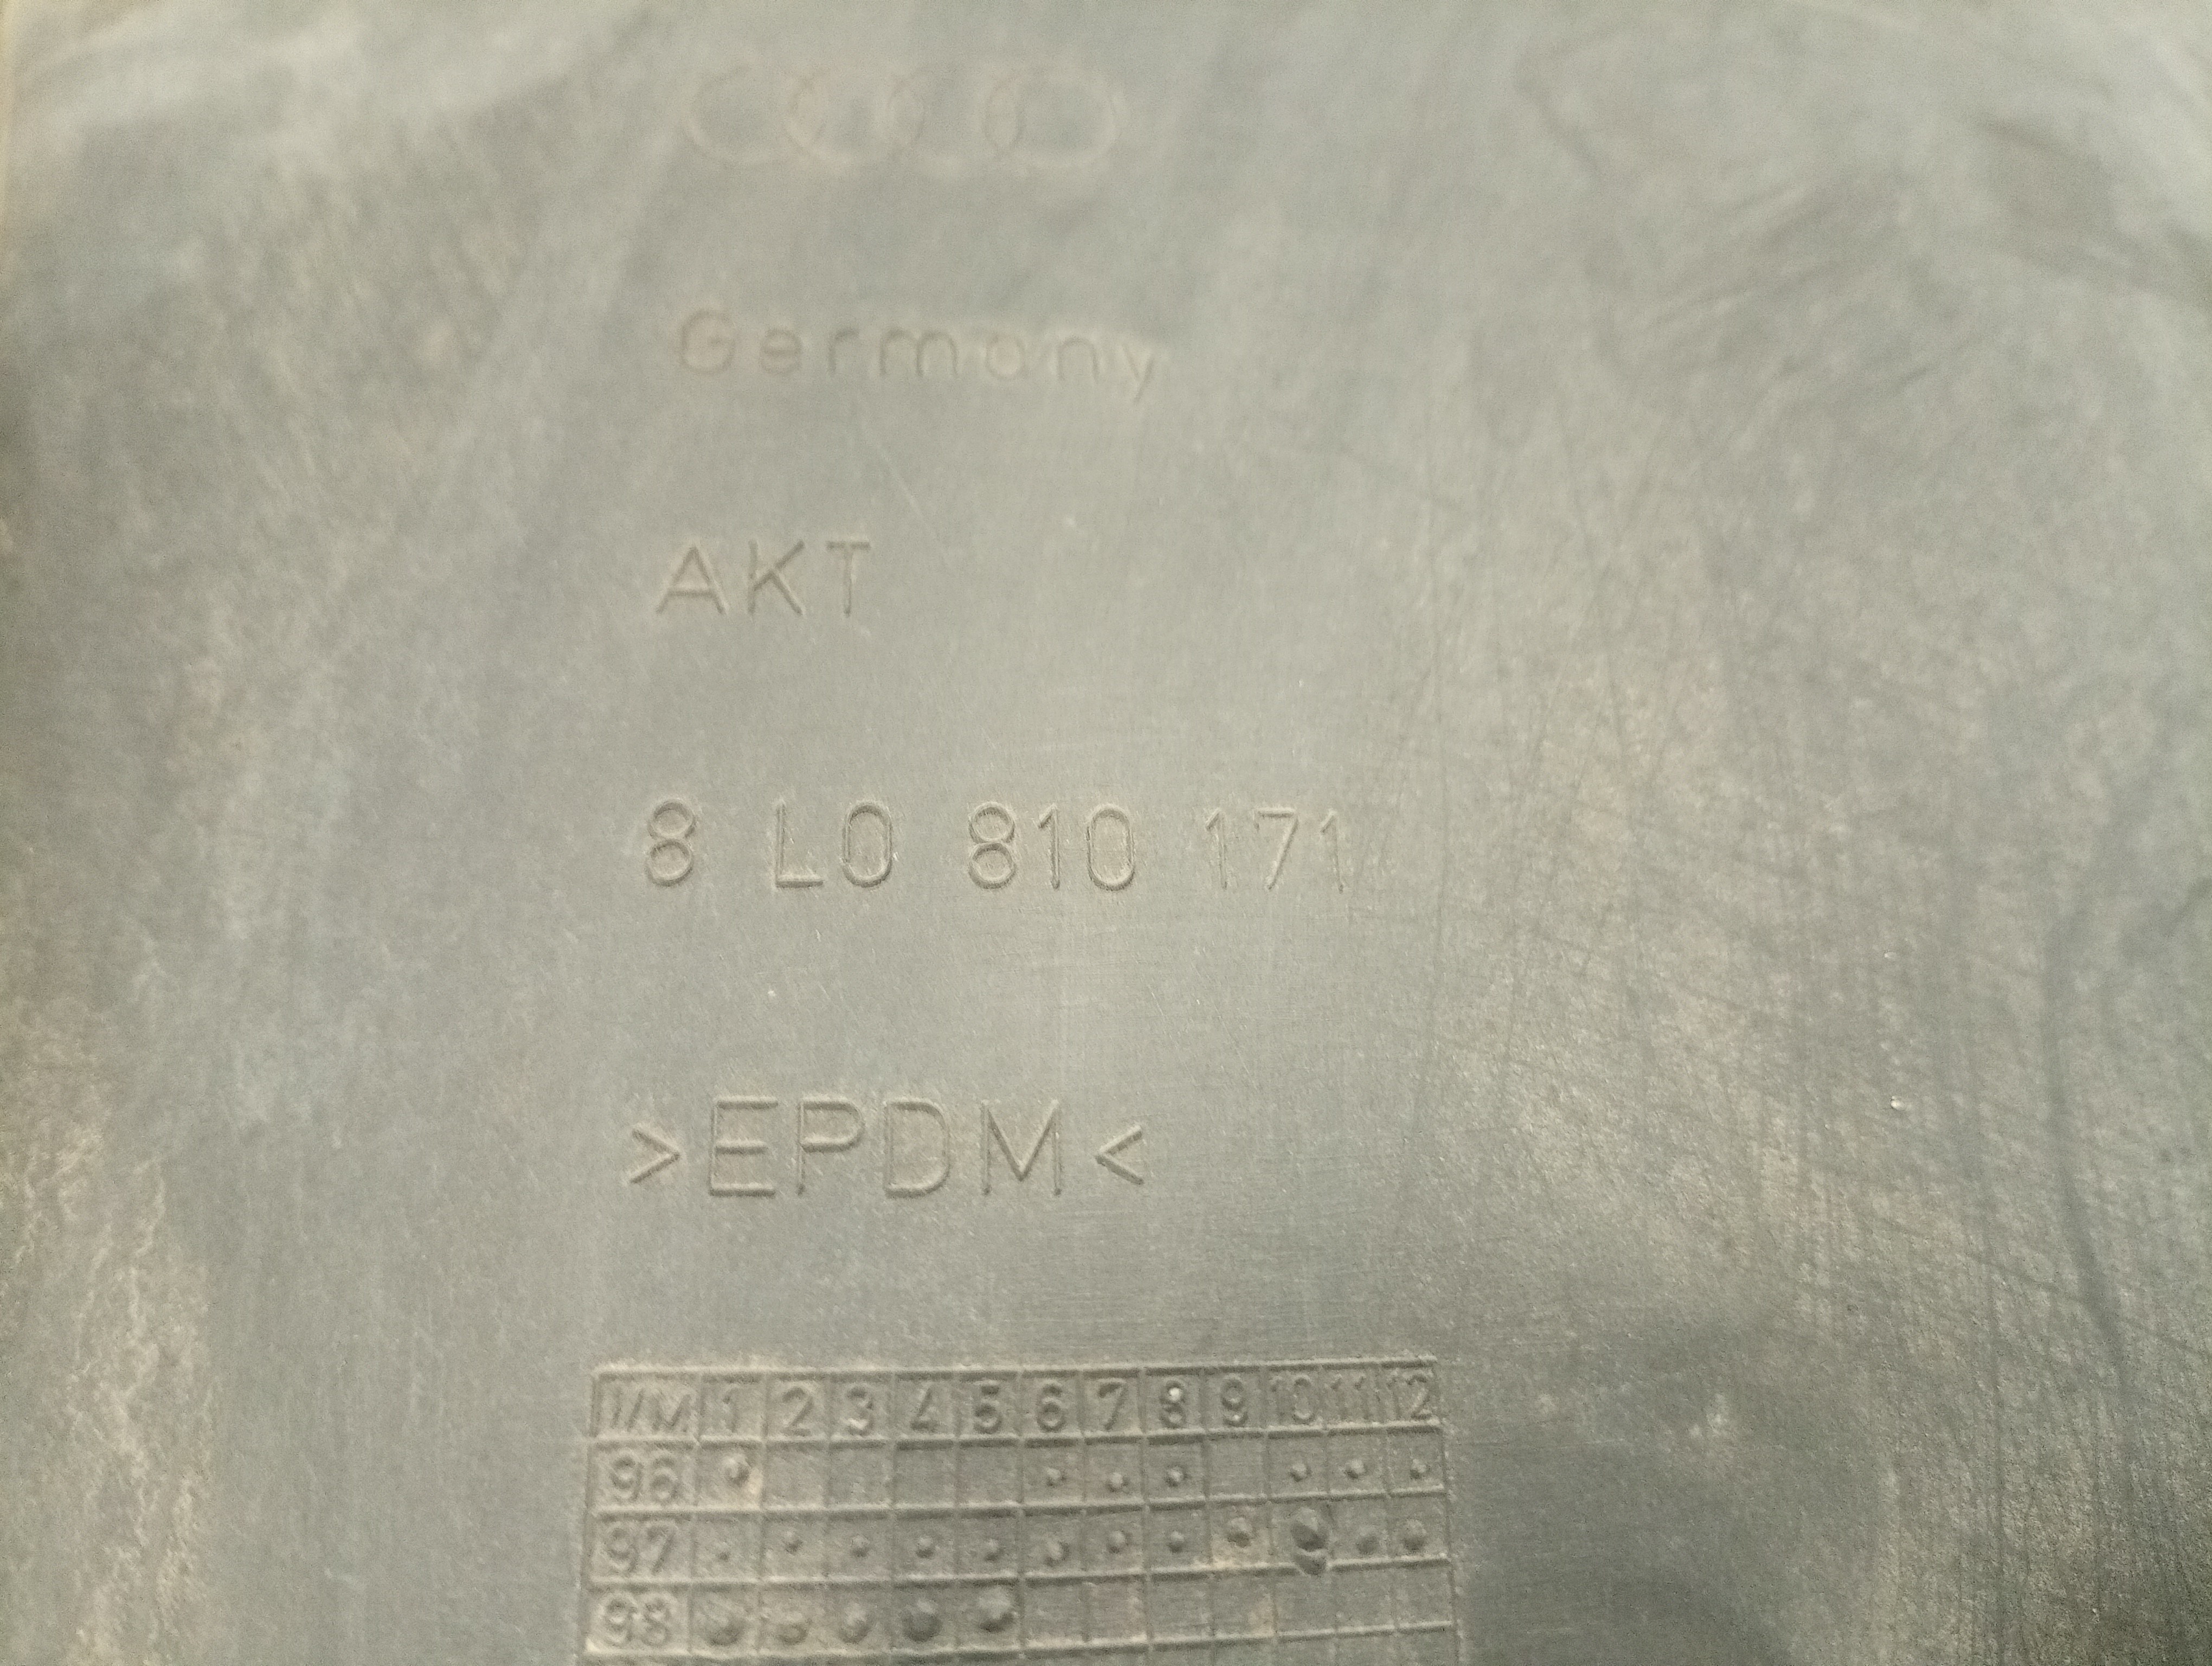 Germany
AKT
8 L0 810 171
>EPDM<
J/M 1 2 3 4 5 6 7 8 9 10 11 12
96
97
98